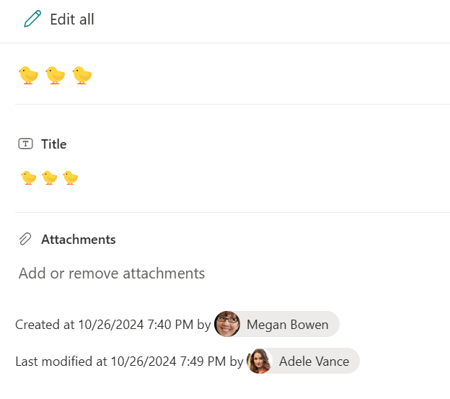 Edit all
🐤🐤🐤
Title
🐤🐤🐤
Attachments
Add or remove attachments
Created at 10/26/2024 7:40 PM by Megan Bowen
Last modified at 10/26/2024 7:49 PM by Adele Vance